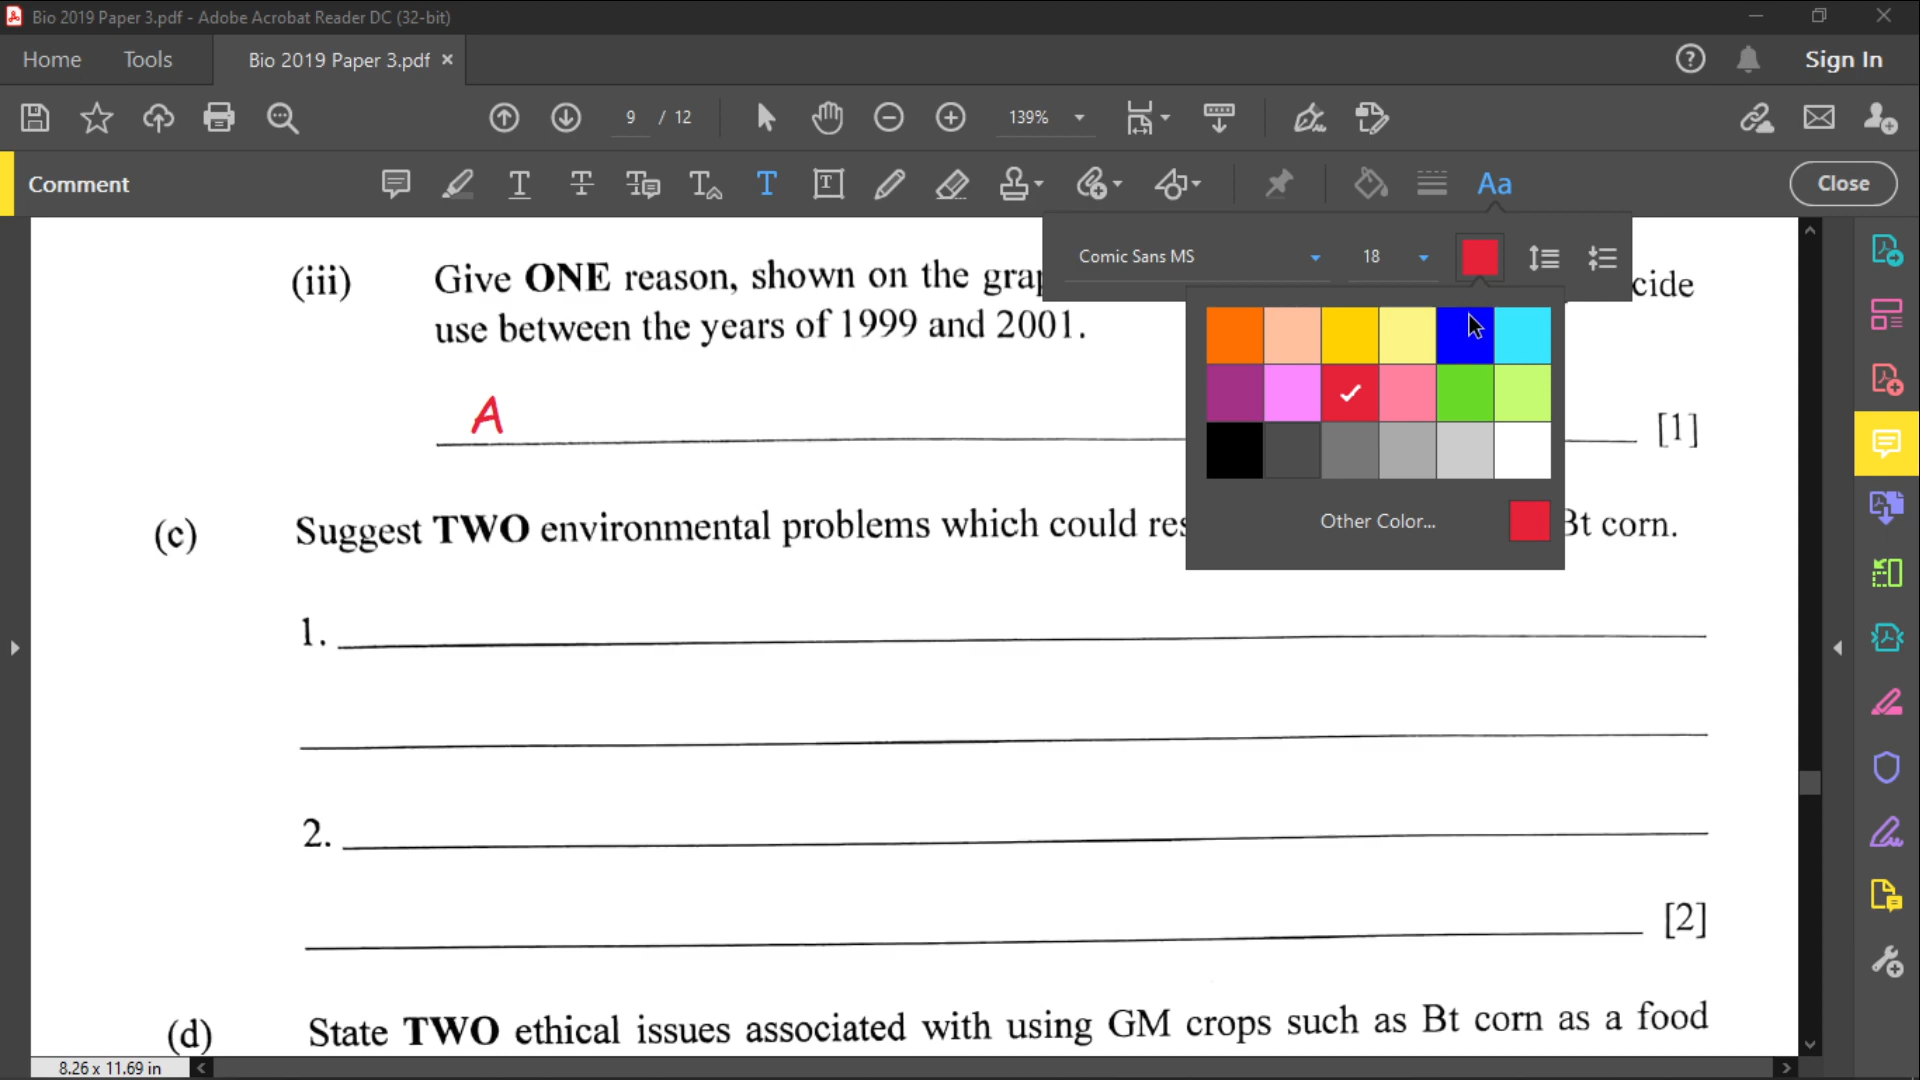 Bio 2019 Paper 3.pdf - Adobe Acrobat Reader DC (32-bit)
Home Tools Bio 2019 Paper 3.pdf × Sign In
9 / 12 139%
Comment Close
Comic Sans MS 18
(iii) Give ONE reason, shown on the grap cide
use between the years of 1999 and 2001.
A [1]
Other Color...
(c) Suggest TWO environmental problems which could res Bt corn.
1.
2.
[2]
(d) State TWO ethical issues associated with using GM crops such as Bt corn as a food
8.26 x 11.69 in